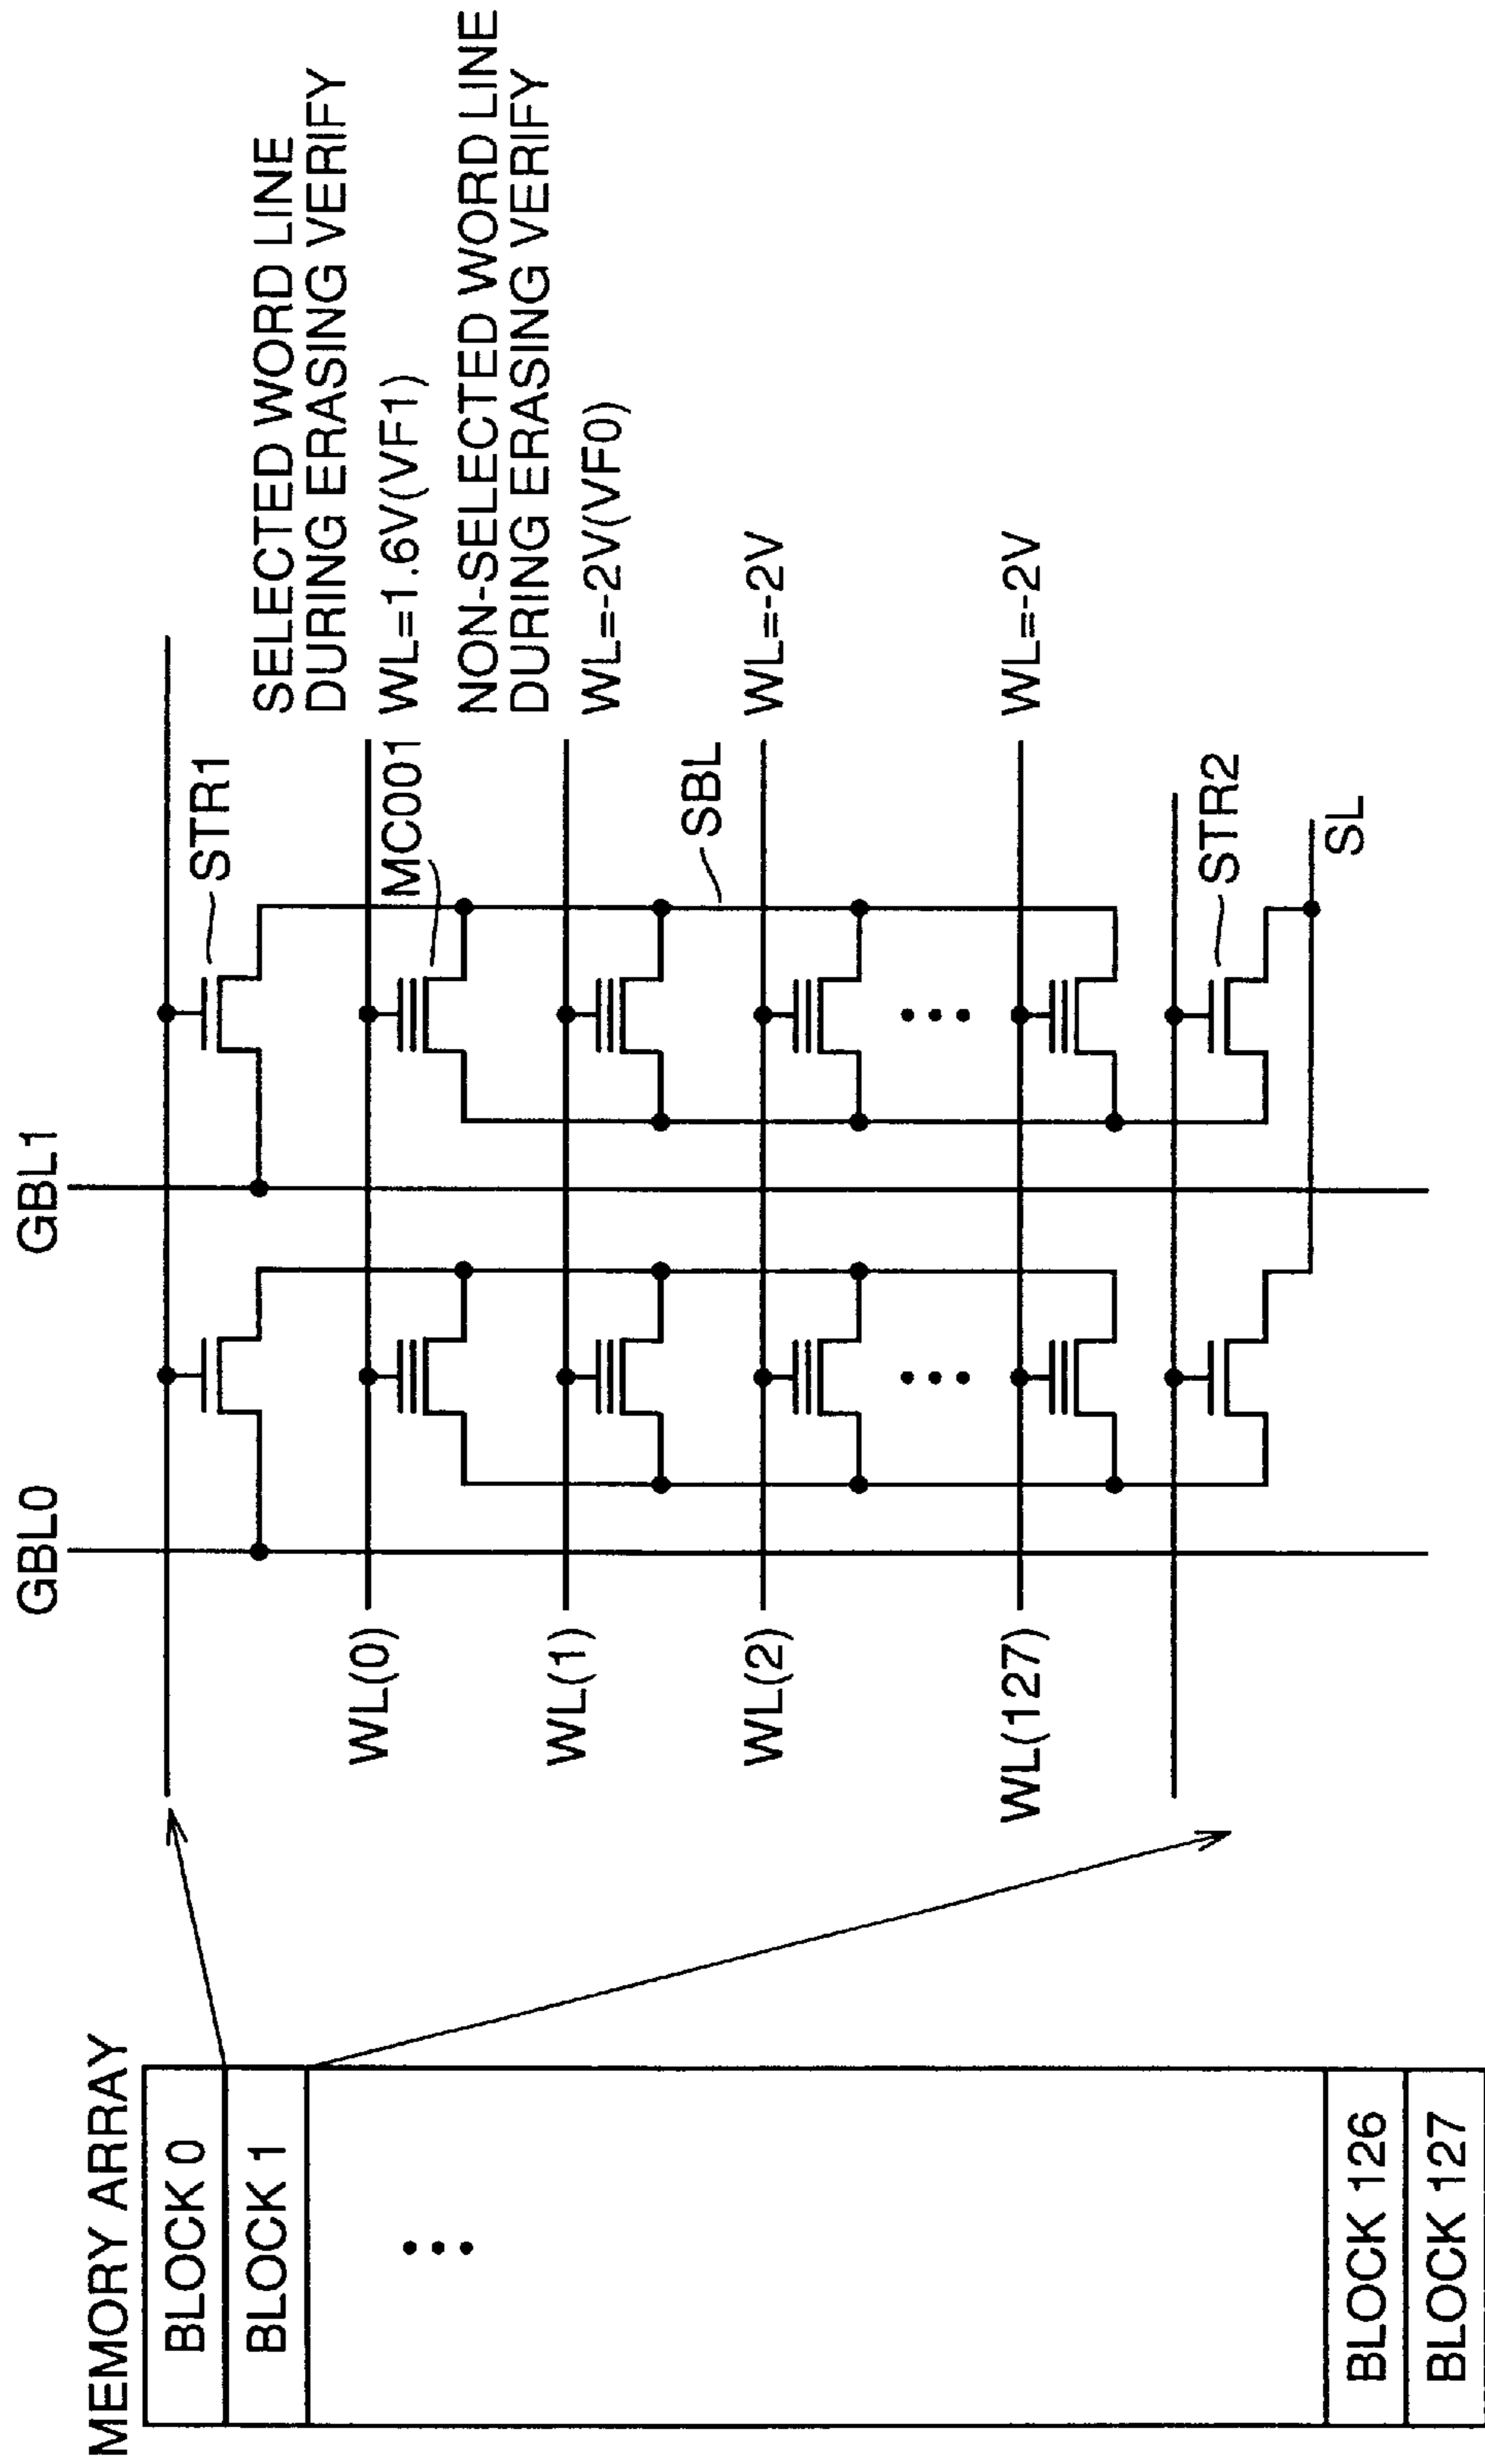 MEMORY ARRAY
BLOCK 0
BLOCK 1
BLOCK 126
BLOCK 127
GBL0
GBL1
WL(0)
WL(1)
WL(2)
WL(127)
STR1
SELECTED WORD LINE
DURING ERASING VERIFY
WL=1.6V(VF1)
MC001
NON-SELECTED WORD LINE
DURING ERASING VERIFY
WL=-2V(VF0)
SBL
WL=-2V
WL=-2V
STR2
SL